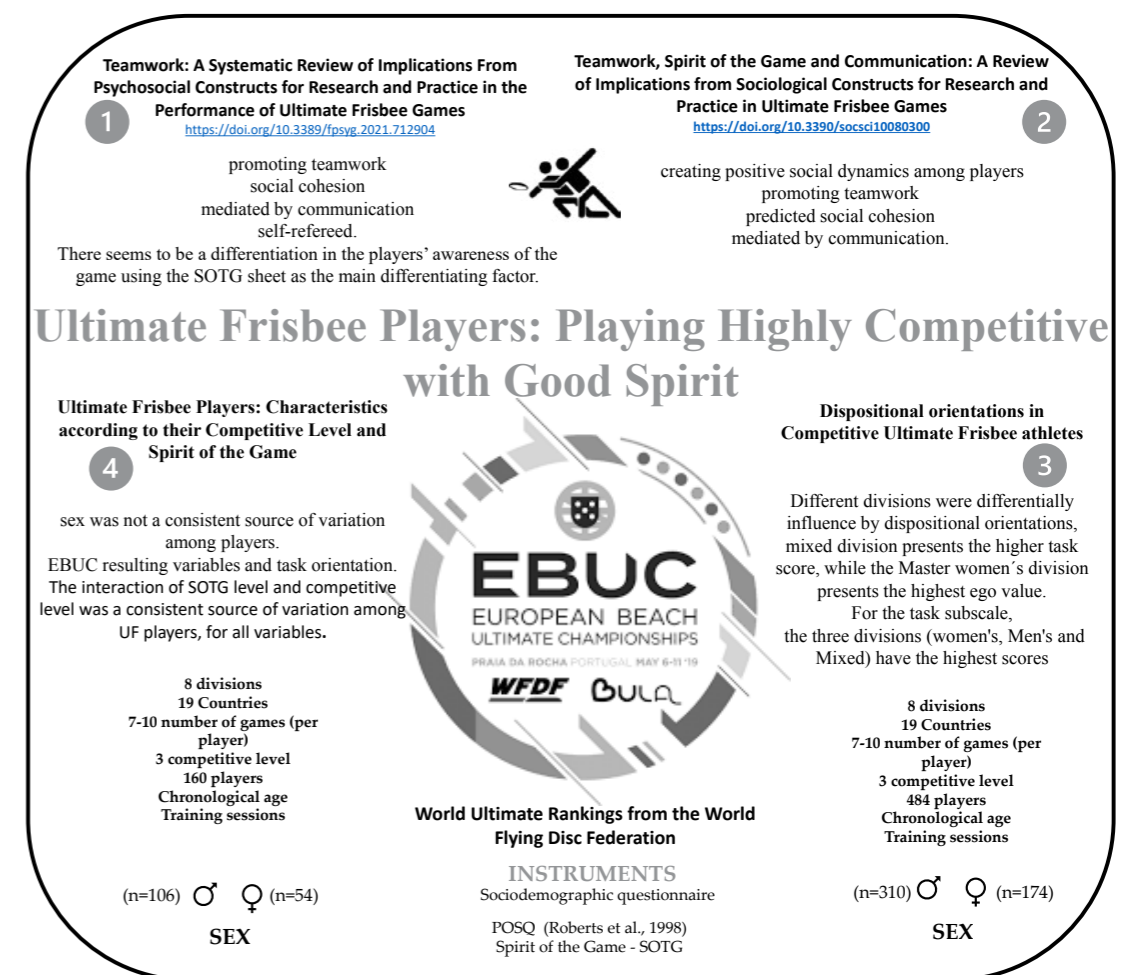 Teamwork: A Systematic Review of Implications From
Psychosocial Constructs for Research and Practice in the
Performance of Ultimate Frisbee Games
1
https://doi.org/10.3389/fpsyg.2021.712904
promoting teamwork
social cohesion
mediated by communication
self-refereed.
There seems to be a differentiation in the players' awareness of the
game using the SOTG sheet as the main differentiating factor.
Teamwork, Spirit of the Game and Communication: A Review
of Implications from Sociological Constructs for Research and
Practice in Ultimate Frisbee Games
2
https://doi.org/10.3390/socsci10080300
creating positive social dynamics among players
promoting teamwork
predicted social cohesion
mediated by communication.
Ultimate Frisbee Players: Playing Highly Competitive
with Good Spirit
Ultimate Frisbee Players: Characteristics
according to their Competitive Level and
Spirit of the Game
4
sex was not a consistent source of variation
among players.
EBUC resulting variables and task orientation.
The interaction of SOTG level and competitive
level was a consistent source of variation among
UF players, for all variables.
8 divisions
19 Countries
7-10 number of games (per
player)
3 competitive level
160 players
Chronological age
Training sessions
(n=106) ♂ ♀ (n=54)
SEX
EBUC
EUROPEAN BEACH
ULTIMATE CHAMPIONSHIPS
PRAIA DA ROCHA PORTUGAL MAY 6-11 '19
WFDF BULA
World Ultimate Rankings from the World
Flying Disc Federation
INSTRUMENTS
Sociodemographic questionnaire
POSQ (Roberts et al., 1998)
Spirit of the Game - SOTG
Dispositional orientations in
Competitive Ultimate Frisbee athletes
3
Different divisions were differentially
influence by dispositional orientations,
mixed division presents the higher task
score, while the Master women´s division
presents the highest ego value.
For the task subscale,
the three divisions (women's, Men's and
Mixed) have the highest scores
8 divisions
19 Countries
7-10 number of games (per
player)
3 competitive level
484 players
Chronological age
Training sessions
(n=310) ♂ ♀ (n=174)
SEX